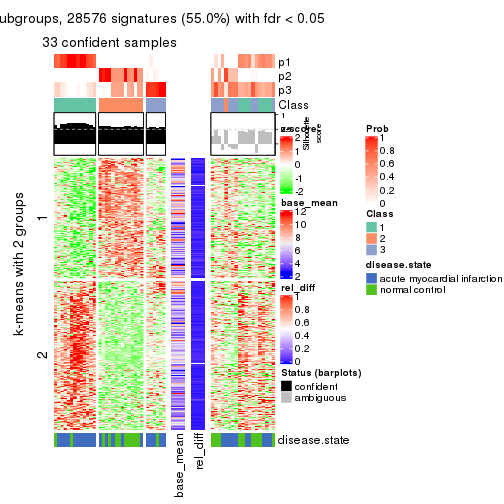 ubgroups, 28576 signatures (55.0%) with fdr < 0.05
33 confident samples
p1
p2
p3
Class
1
Silhouette
score
k-means with 2 groups
1
2
z-score
2
1
0
-1
-2
base_mean
12
10
8
6
4
2
rel_diff
1
0.8
0.6
0.4
0.2
0
Status (barplots)
confident
ambiguous
Prob
1
0.8
0.6
0.4
0.2
0
Class
1
2
3
disease.state
acute myocardial infarction
normal control
disease.state
base_mean
rel_diff